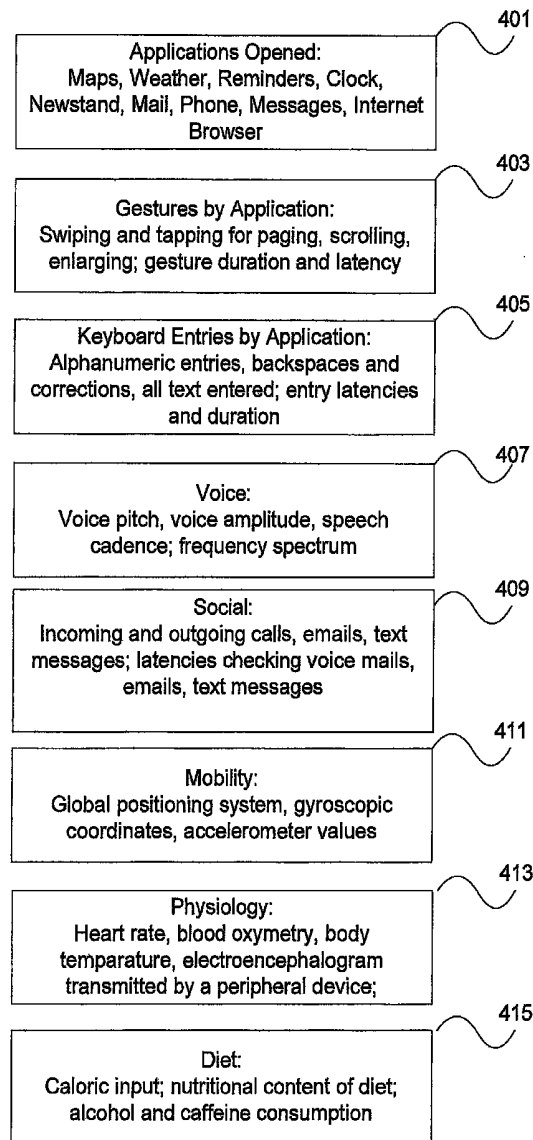 401
Applications Opened:
Maps, Weather, Reminders, Clock,
Newstand, Mail, Phone, Messages, Internet
Browser
403
Gestures by Application:
Swiping and tapping for paging, scrolling,
enlarging; gesture duration and latency
405
Keyboard Entries by Application:
Alphanumeric entries, backspaces and
corrections, all text entered; entry latencies
and duration
407
Voice:
Voice pitch, voice amplitude, speech
cadence; frequency spectrum
409
Social:
Incoming and outgoing calls, emails, text
messages; latencies checking voice mails,
emails, text messages
411
Mobility:
Global positioning system, gyroscopic
coordinates, accelerometer values
413
Physiology:
Heart rate, blood oxymetry, body
temparature, electroencephalogram
transmitted by a peripheral device;
415
Diet:
Caloric input; nutritional content of diet;
alcohol and caffeine consumption